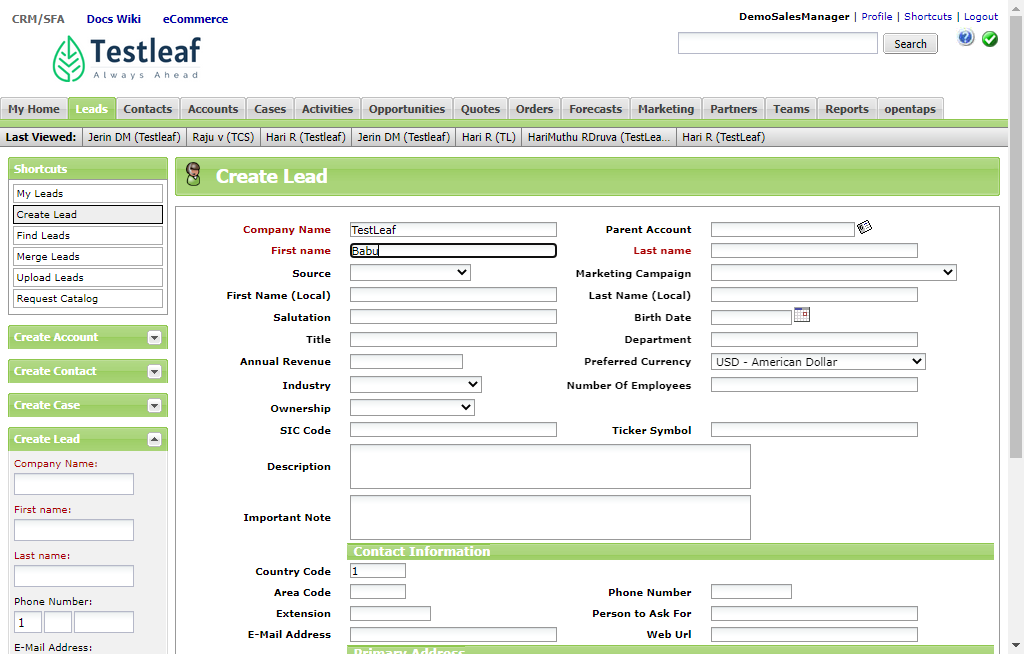 CRM/SFA Docs Wiki eCommerce
DemoSalesManager | Profile | Shortcuts | Logout
Testleaf
Always Ahead
Search
My Home Leads Contacts Accounts Cases Activities Opportunities Quotes Orders Forecasts Marketing Partners Teams Reports opentaps
Last Viewed: Jerin DM (Testleaf) Raju v (TCS) Hari R (Testleaf) Jerin DM (Testleaf) Hari R (TL) HariMuthu RDruva (TestLea... Hari R (TestLeaf)
Shortcuts
My Leads
Create Lead
Find Leads
Merge Leads
Upload Leads
Request Catalog
Create Account
Create Contact
Create Case
Create Lead
Company Name:
First name:
Last name:
Phone Number:
1
E-Mail Address:
Create Lead
Company Name TestLeaf Parent Account
First name Babu Last name
Source Marketing Campaign
First Name (Local) Last Name (Local)
Salutation Birth Date
Title Department
Annual Revenue Preferred Currency USD - American Dollar
Industry Number Of Employees
Ownership
SIC Code Ticker Symbol
Description
Important Note
Contact Information
Country Code 1
Area Code Phone Number
Extension Person to Ask For
E-Mail Address Web Url
Primary Address